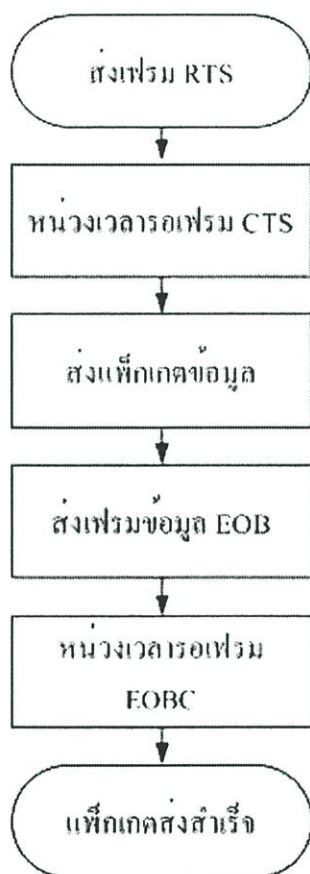 ส่งเฟรม RTS
หน่วงเวลารอเฟรม CTS
ส่งแพ็กเกตข้อมูล
ส่งเฟรมข้อมูล EOB
หน่วงเวลารอเฟรม
EOBC
แพ็กเกตส่งสำเร็จ